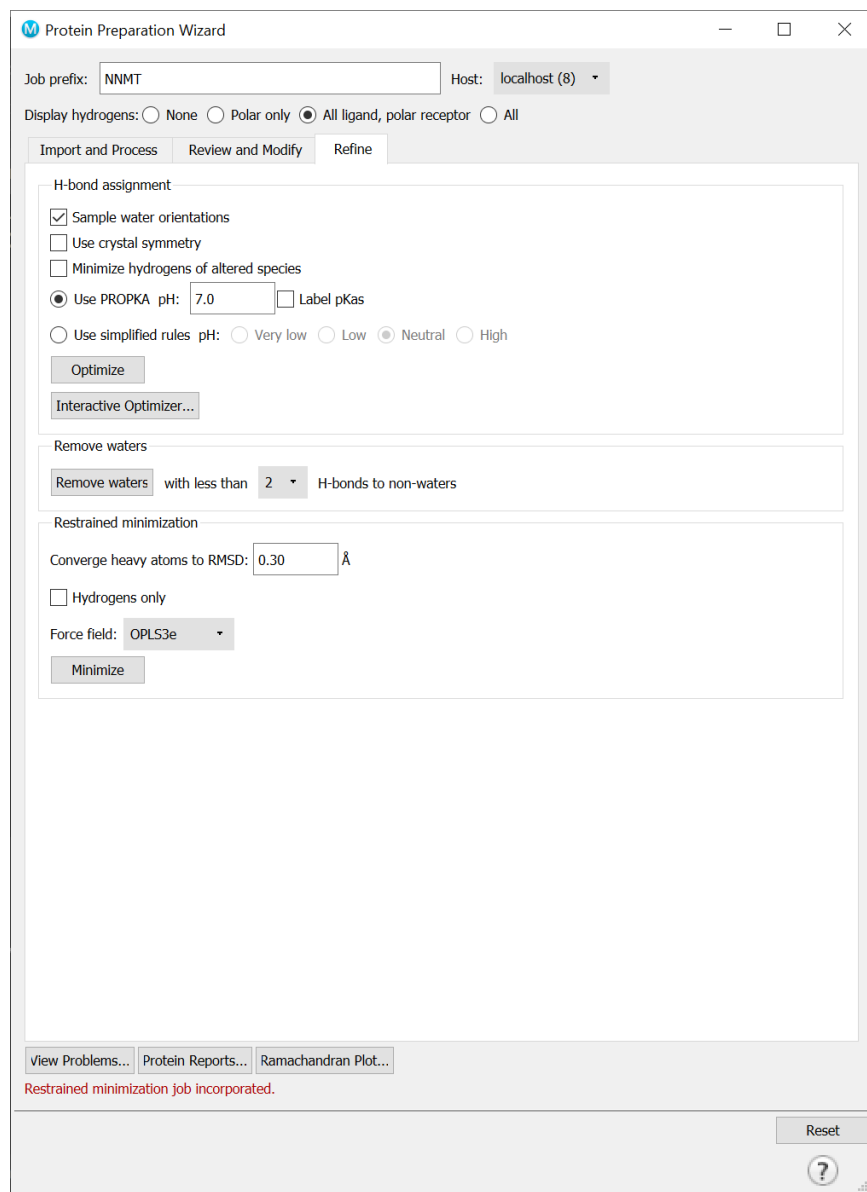 Protein Preparation Wizard
Job prefix: NNMT Host: localhost (8)
Display hydrogens: None Polar only All ligand, polar receptor All
Import and Process Review and Modify Refine
H-bond assignment
Sample water orientations
Use crystal symmetry
Minimize hydrogens of altered species
Use PROPKA pH: 7.0 Label pKas
Use simplified rules pH: Very low Low Neutral High
Optimize
Interactive Optimizer...
Remove waters
Remove waters with less than 2 H-bonds to non-waters
Restrained minimization
Converge heavy atoms to RMSD: 0.30 Å
Hydrogens only
Force field: OPLS3e
Minimize
View Problems... Protein Reports... Ramachandran Plot...
Restrained minimization job incorporated.
Reset
?